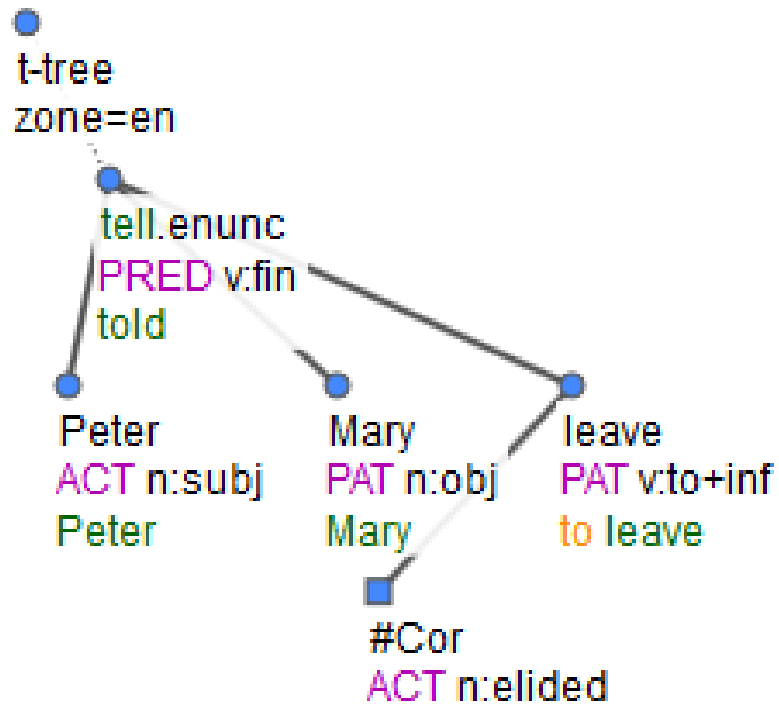 t-tree
zone=en
tell.enunc
PRED v:fin
told
Peter
ACT n:subj
Peter
Mary
PAT n:obj
Mary
leave
PAT v:to+inf
to leave
#Cor
ACT n:elided